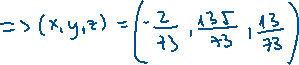 => (x,y,z) = (-2/73, 135/73, 13/73)